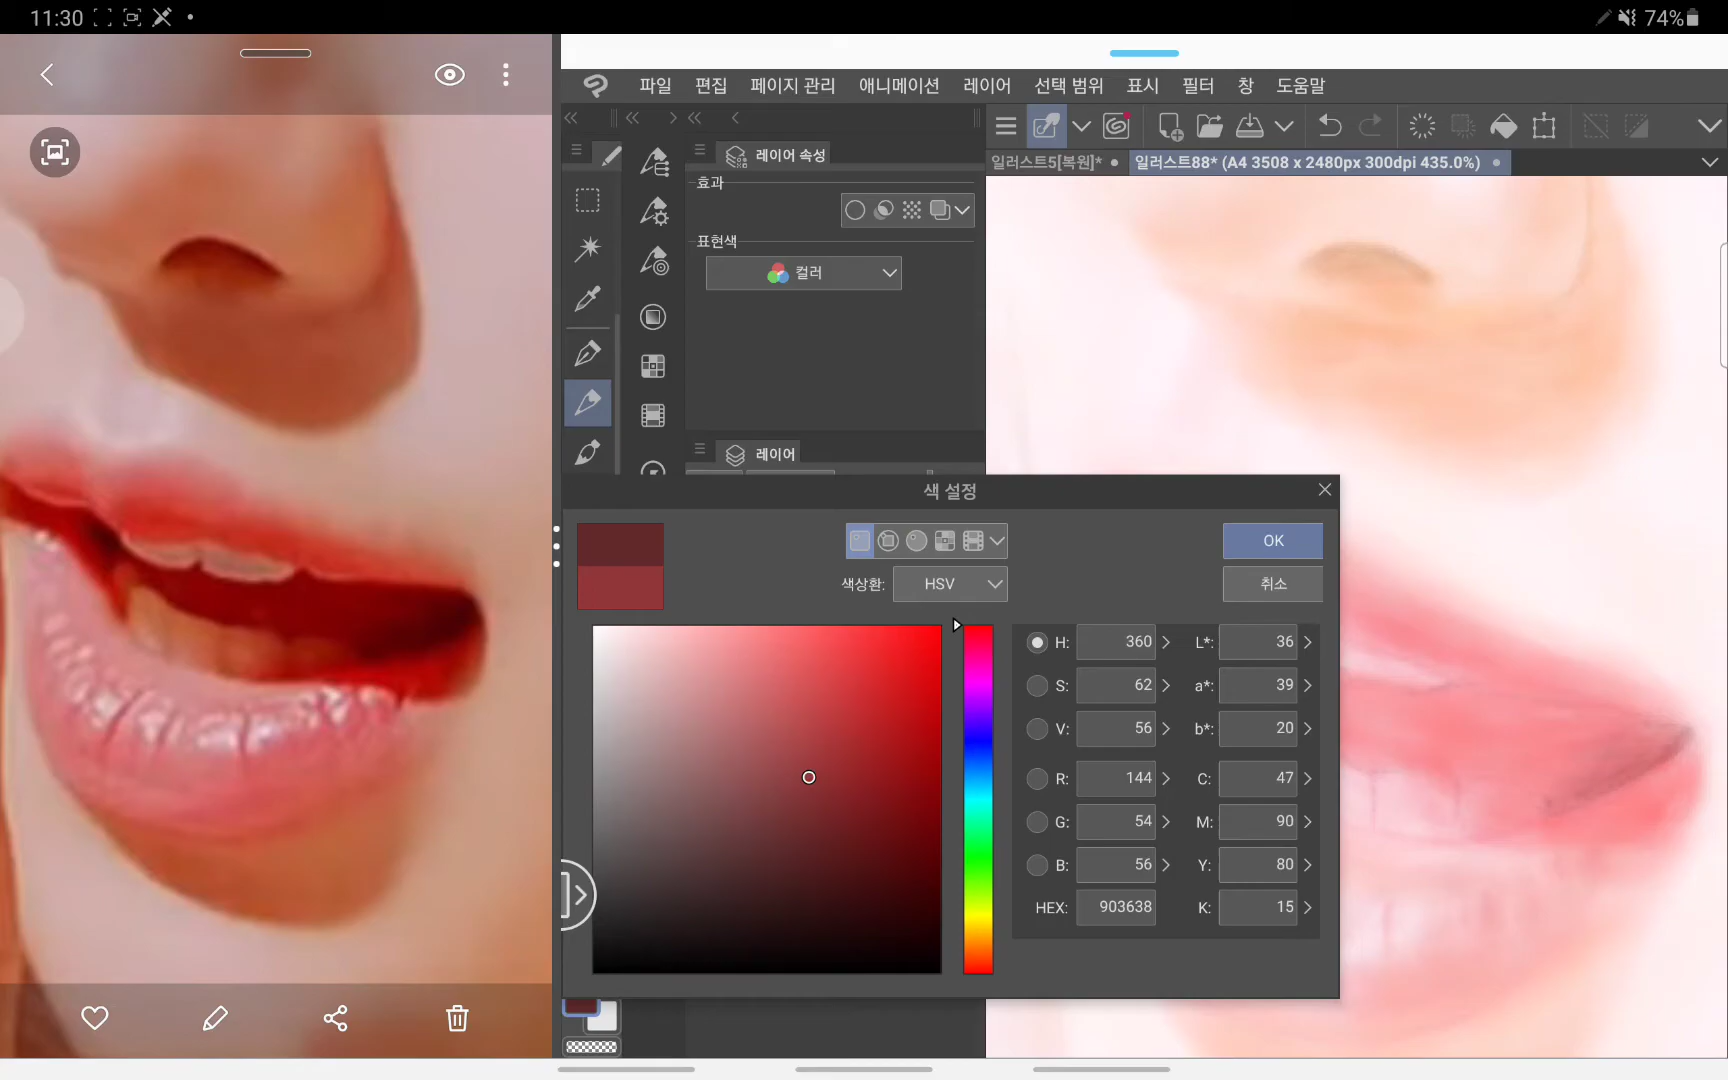 11:30
74%
파일 편집 페이지 관리 애니메이션 레이어 선택 범위 표시 필터 창 도움말
레이어 속성
일러스트5[복원]* 일러스트88* (A4 3508 x 2480px 300dpi 435.0%)
효과
표현색
컬러
레이어
색 설정
OK
색상환: HSV
취소
H: 360 L*: 36
S: 62 a*: 39
V: 56 b*: 20
R: 144 C: 47
G: 54 M: 90
B: 56 Y: 80
HEX: 903638 K: 15